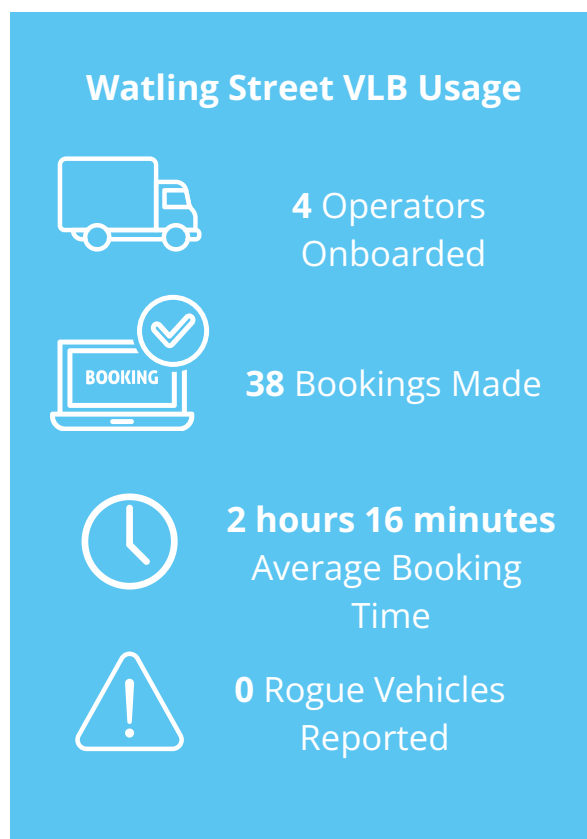 Watling Street VLB Usage
4 Operators
Onboarded
BOOKING
38 Bookings Made
2 hours 16 minutes
Average Booking
Time
0 Rogue Vehicles
Reported